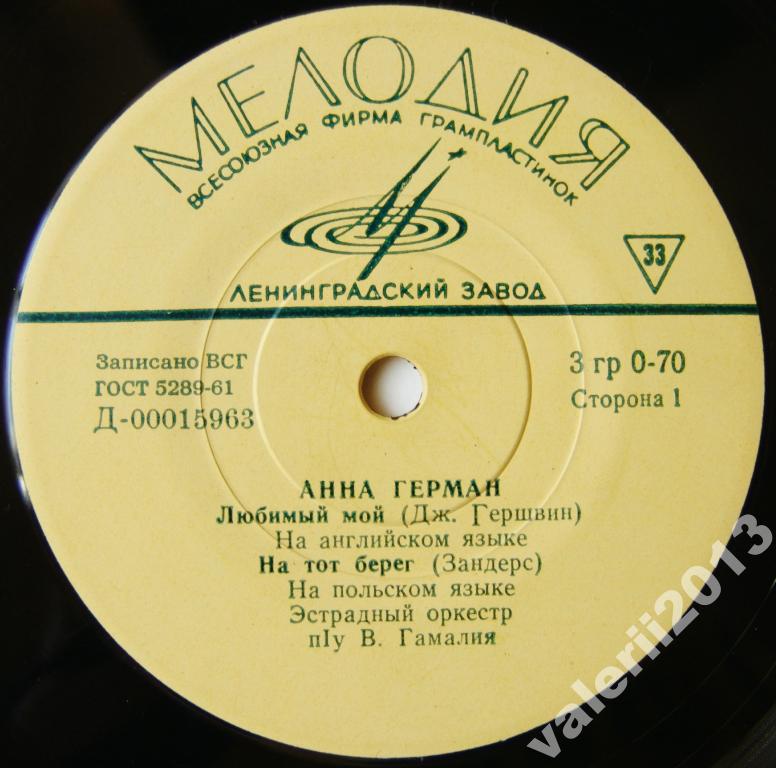 МЕЛОДИЯ
ВСЕСОЮЗНАЯ ФИРМА ГРАМПЛАСТИНОК
33
ЛЕНИНГРАДСКИЙ ЗАВОД
Записано ВСГ
ГОСТ 5289-61
Д-00015963
3 гр 0-70
Сторона 1
АННА ГЕРМАН
Любимый мой (Дж. Гершвин)
На английском языке
На тот берег (Зандерс)
На польском языке
Эстрадный оркестр
п/у В. Гамалия
valerii2013